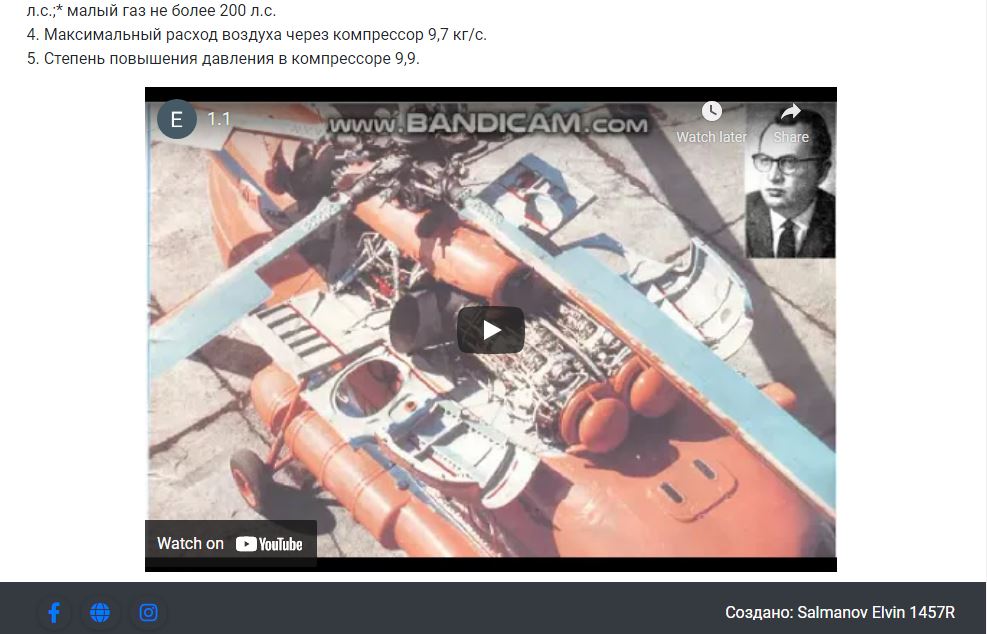 л.с.;* малый газ не более 200 л.с.
4. Максимальный расход воздуха через компрессор 9,7 кг/с.
5. Степень повышения давления в компрессоре 9,9.
www.BANDICAM.com
E 1.1
Watch later Share
Watch on YouTube
Создано: Salmanov Elvin 1457R